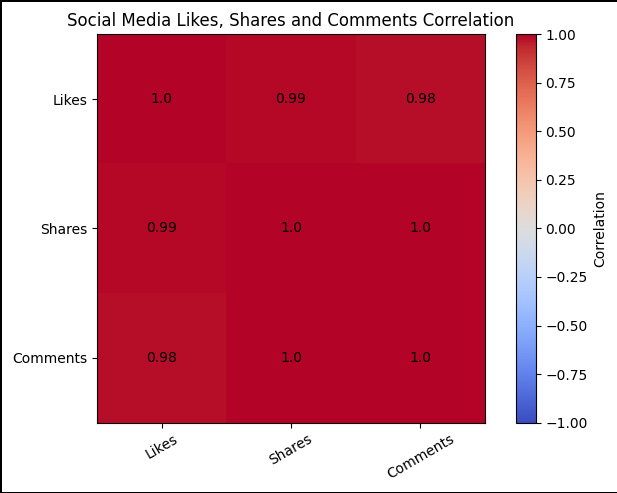 Social Media Likes, Shares and Comments Correlation
Likes 1.0 0.99 0.98
Shares 0.99 1.0 1.0
Comments 0.98 1.0 1.0
Likes Shares Comments
1.00
0.75
0.50
0.25
0.00
−0.25
−0.50
−0.75
−1.00
Correlation